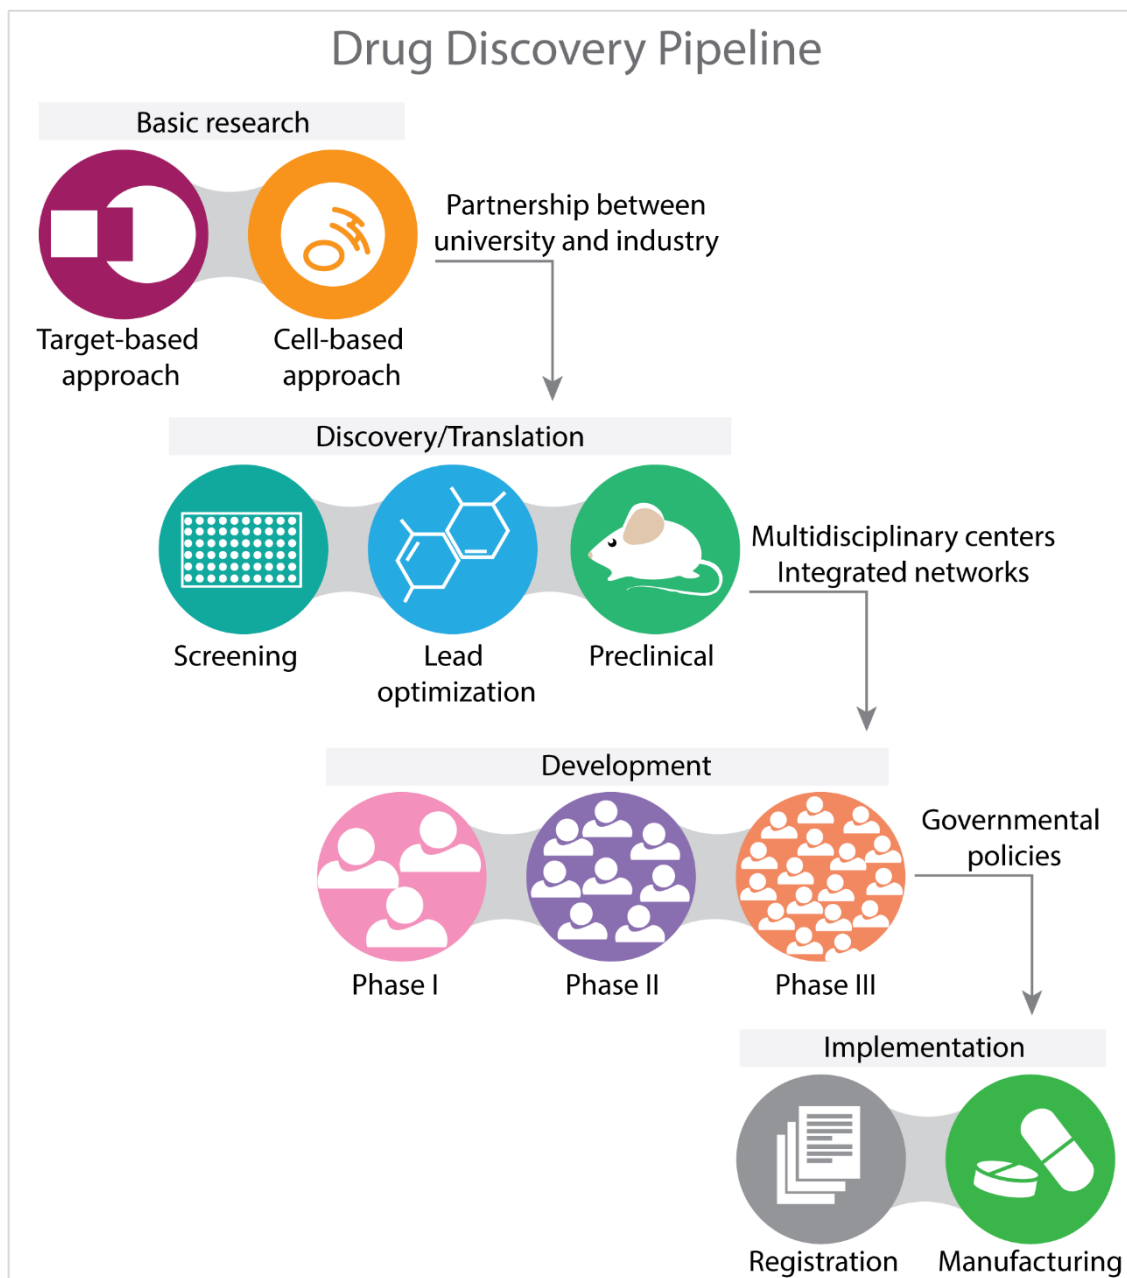 Drug Discovery Pipeline
Basic research
Target-based
approach
Cell-based
approach
Partnership between
university and industry
Discovery/Translation
Screening
Lead
optimization
Preclinical
Multidisciplinary centers
Integrated networks
Development
Phase I
Phase II
Phase III
Governmental
policies
Implementation
Registration
Manufacturing